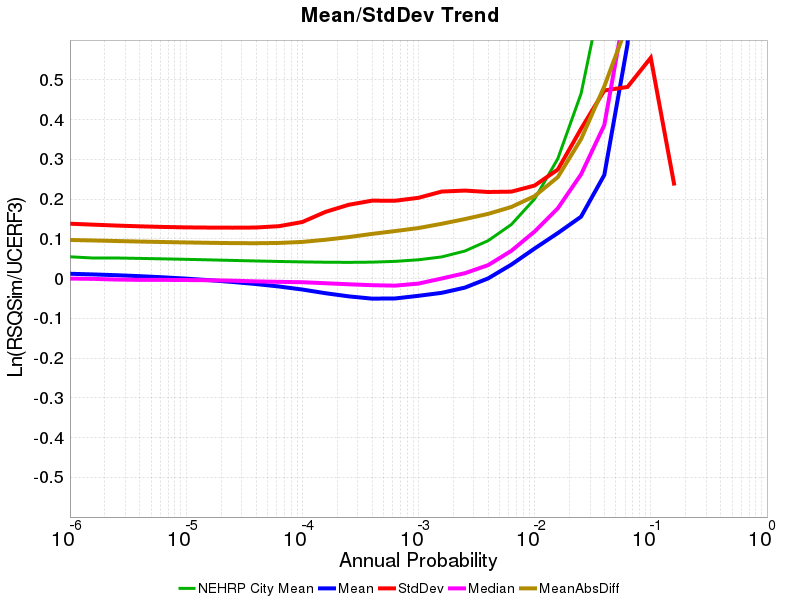 Mean/StdDev Trend
Ln(RSQSim/UCERF3)
0.5
0.4
0.3
0.2
0.1
0
-0.1
-0.2
-0.3
-0.4
-0.5
10^-6 10^-5 10^-4 10^-3 10^-2 10^-1 10^0
Annual Probability
NEHRP City Mean Mean StdDev Median MeanAbsDiff